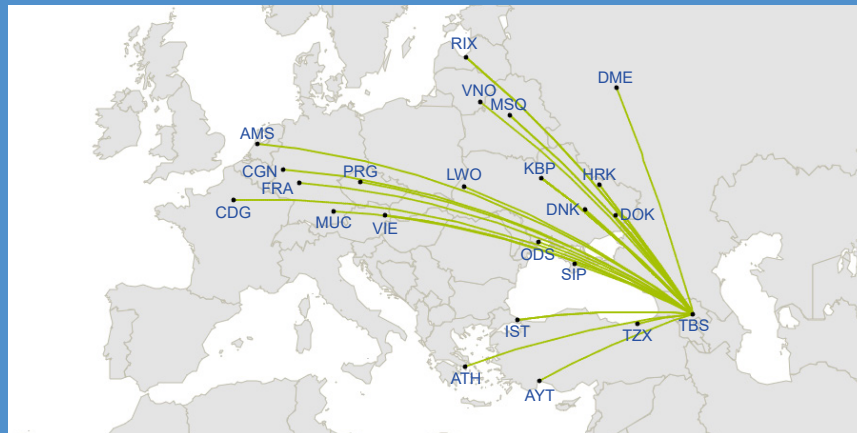 RIX
DME
VNO
MSQ
AMS
CGN
PRG
LWO
KBP
HRK
FRA
CDG
MUC
VIE
DNK
DOK
ODS
SIP
IST
TZX
TBS
ATH
AYT